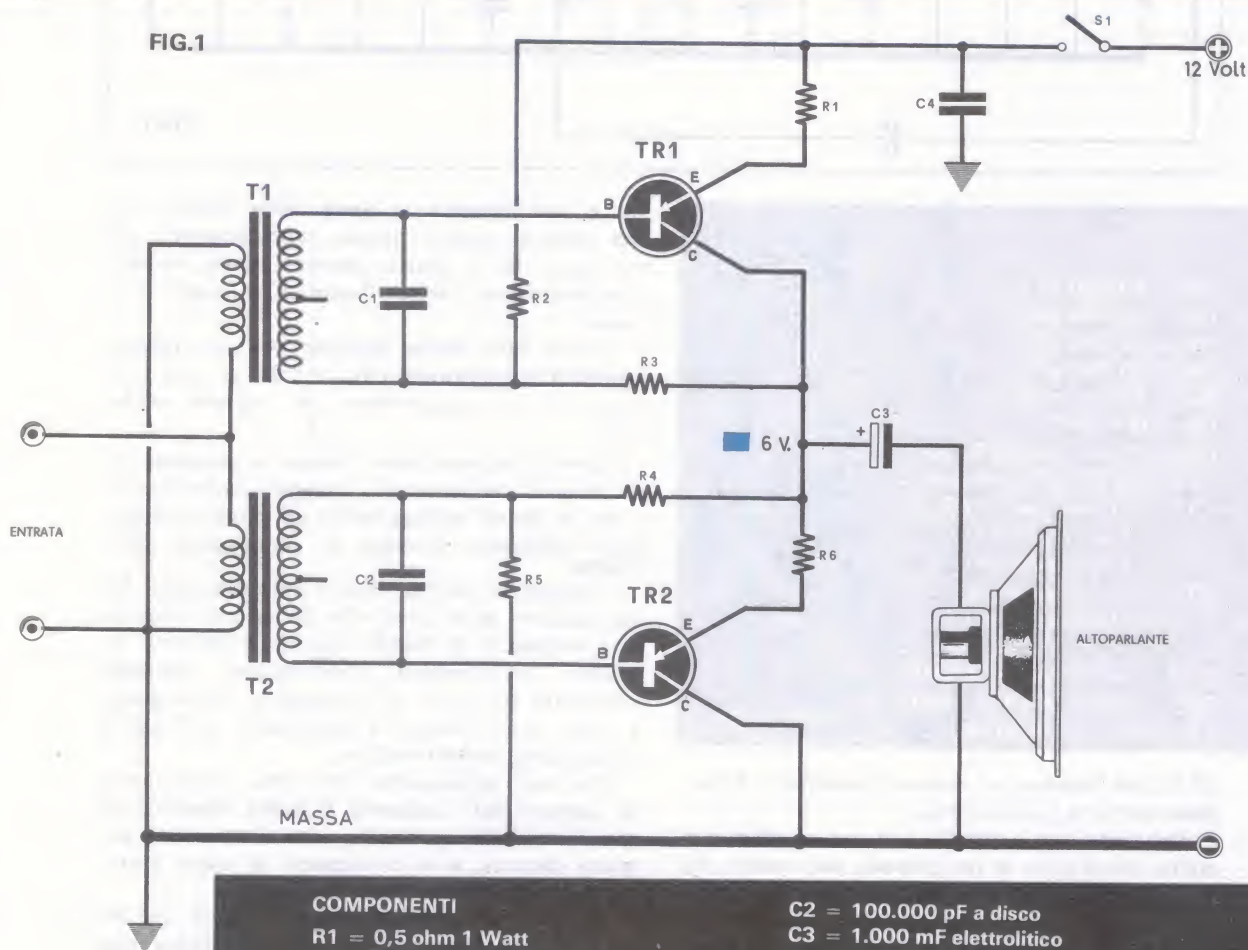 FIG.1
S1
12 Volt
R1
C4
TR1
E
B
C
T1
C1
R2
R3
C3
+
6 V.
R4
ENTRATA
C2
R5
R6
TR2
E
B
C
T2
ALTOPARLANTE
MASSA
COMPONENTI
R1 = 0,5 ohm 1 Watt
C2 = 100.000 pF a disco
C3 = 1.000 mF elettrolitico